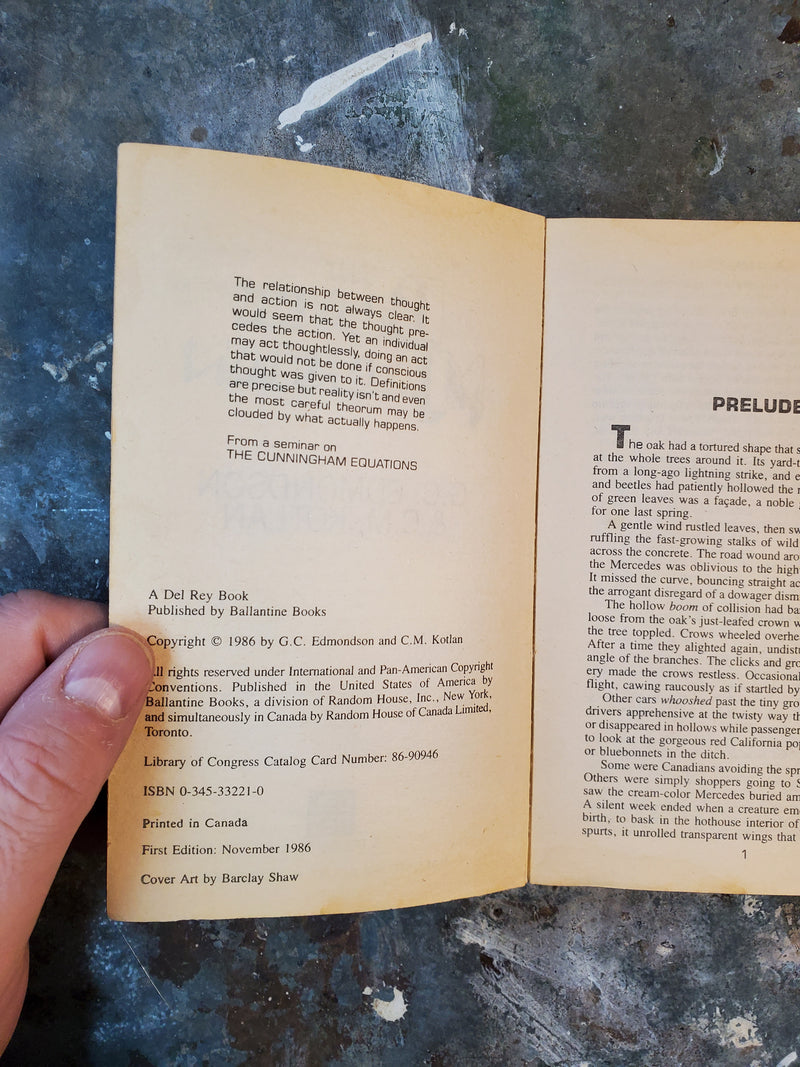 The relationship between thought
and action is not always clear. It
would seem that the thought pre-
cedes the action. Yet an individual
may act thoughtlessly, doing an act
that would not be done if conscious
thought was given to it. Definitions
are precise but reality isn't and even
the most careful theorum may be
clouded by what actually happens.
From a seminar on
THE CUNNINGHAM EQUATIONS
A Del Rey Book
Published by Ballantine Books
Copyright © 1986 by G.C. Edmondson and C.M. Kotlan
All rights reserved under International and Pan-American Copyright
Conventions. Published in the United States of America by
Ballantine Books, a division of Random House, Inc., New York,
and simultaneously in Canada by Random House of Canada Limited,
Toronto.
Library of Congress Catalog Card Number: 86-90946
ISBN 0-345-33221-0
Printed in Canada
First Edition: November 1986
Cover Art by Barclay Shaw
PRELUDE
The oak had a tortured shape that
at the whole trees around it. Its
from a long-ago lightning strike, and
and beetles had patiently hollowed the
of green leaves was a façade, a noble
for one last spring.
A gentle wind rustled leaves, then
ruffling the fast-growing stalks of wild
across the concrete. The road wound
the Mercedes was oblivious to the
It missed the curve, bouncing straight
the arrogant disregard of a dowager
The hollow boom of collision had
loose from the oak's just-leafed crown
the tree toppled. Crows wheeled
After a time they alighted again,
angle of the branches. The clicks and
ery made the crows restless.
flight, cawing raucously as if startled by
Other cars whooshed past the tiny
drivers apprehensive at the twisty way
or disappeared in hollows while
to look at the gorgeous red California
or bluebonnets in the ditch.
Some were Canadians avoiding the
Others were simply shoppers going to
saw the cream-color Mercedes buried
A silent week ended when a creature
birth, to bask in the hothouse interior of
spurts, it unrolled transparent wings that
1